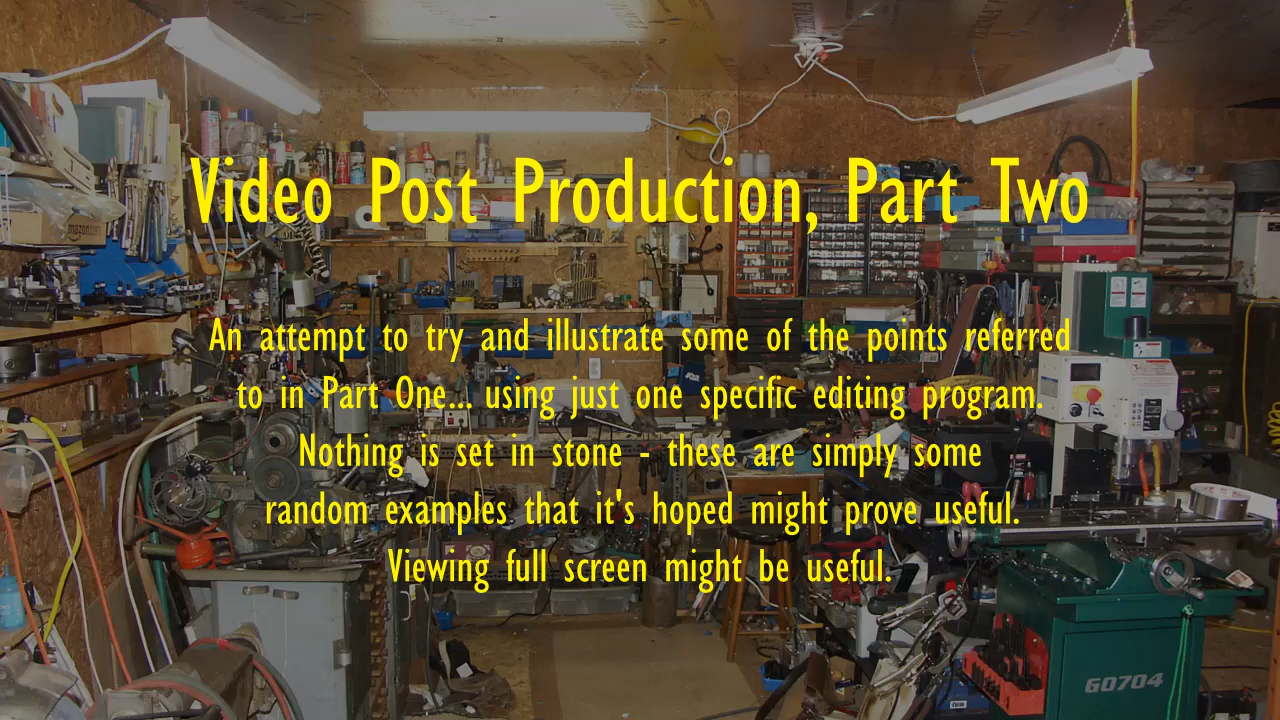 Video Post Production, Part Two
An attempt to try and illustrate some of the points referred
to in Part One... using just one specific editing program.
Nothing is set in stone - these are simply some
random examples that it's hoped might prove useful.
Viewing full screen might be useful.
amazon.com
G0704